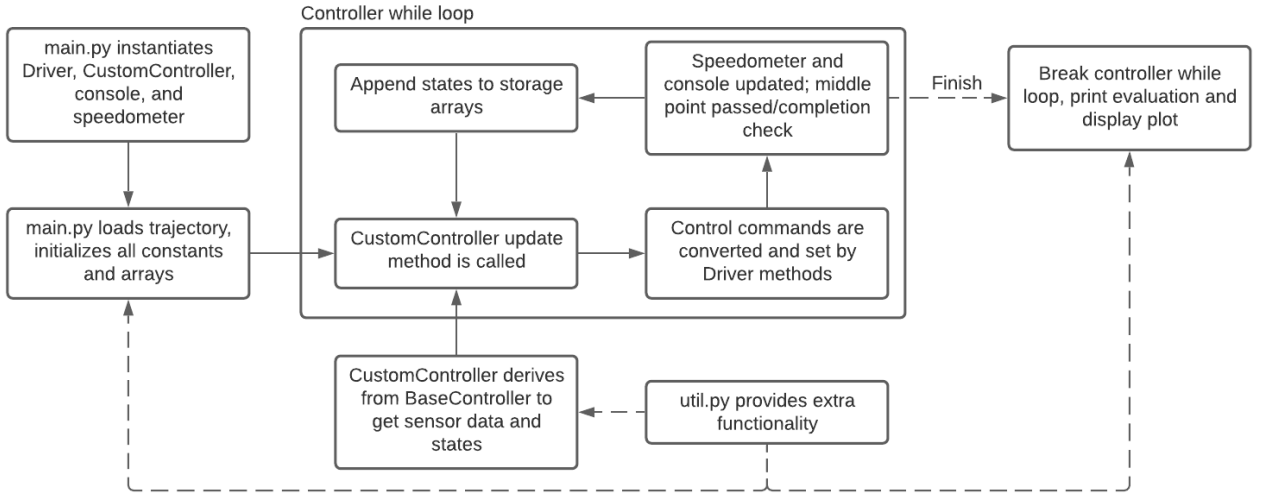 Controller while loop
main.py instantiates
Driver, CustomController,
console, and
speedometer
Append states to storage
arrays
Speedometer and
console updated; middle
point passed/completion
check
Finish
Break controller while
loop, print evaluation and
display plot
main.py loads trajectory,
initializes all constants
and arrays
CustomController update
method is called
Control commands are
converted and set by
Driver methods
CustomController derives
from BaseController to
get sensor data and
states
util.py provides extra
functionality